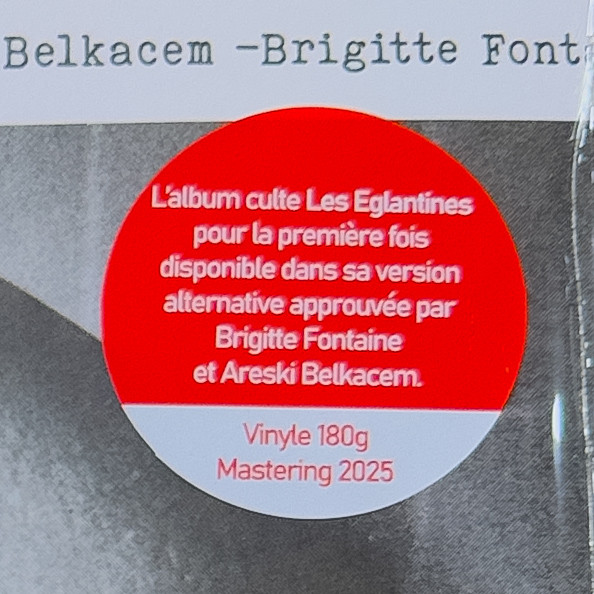 Belkacem –Brigitte Font
L'album culte Les Eglantines
pour la première fois
disponible dans sa version
alternative approuvée par
Brigitte Fontaine
et Areski Belkacem.
Vinyle 180g
Mastering 2025